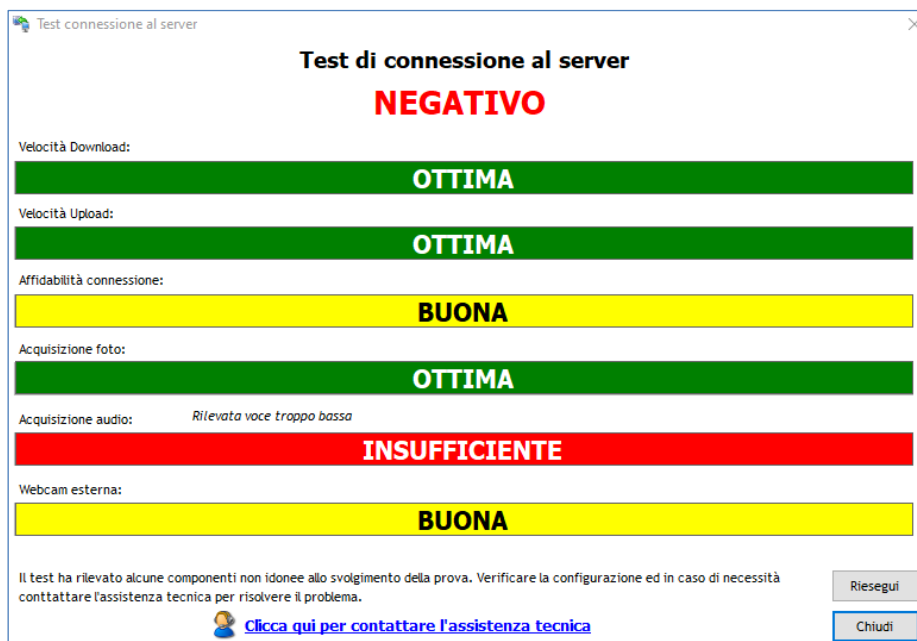 Test connessione al server
Test di connessione al server
NEGATIVO
Velocità Download:
OTTIMA
Velocità Upload:
OTTIMA
Affidabilità connessione:
BUONA
Acquisizione foto:
OTTIMA
Acquisizione audio: Rilevata voce troppo bassa
INSUFFICIENTE
Webcam esterna:
BUONA
Il test ha rilevato alcune componenti non idonee allo svolgimento della prova. Verificare la configurazione ed in caso di necessità
conttattare l'assistenza tecnica per risolvere il problema.
Riesegui
Clicca qui per contattare l'assistenza tecnica
Chiudi